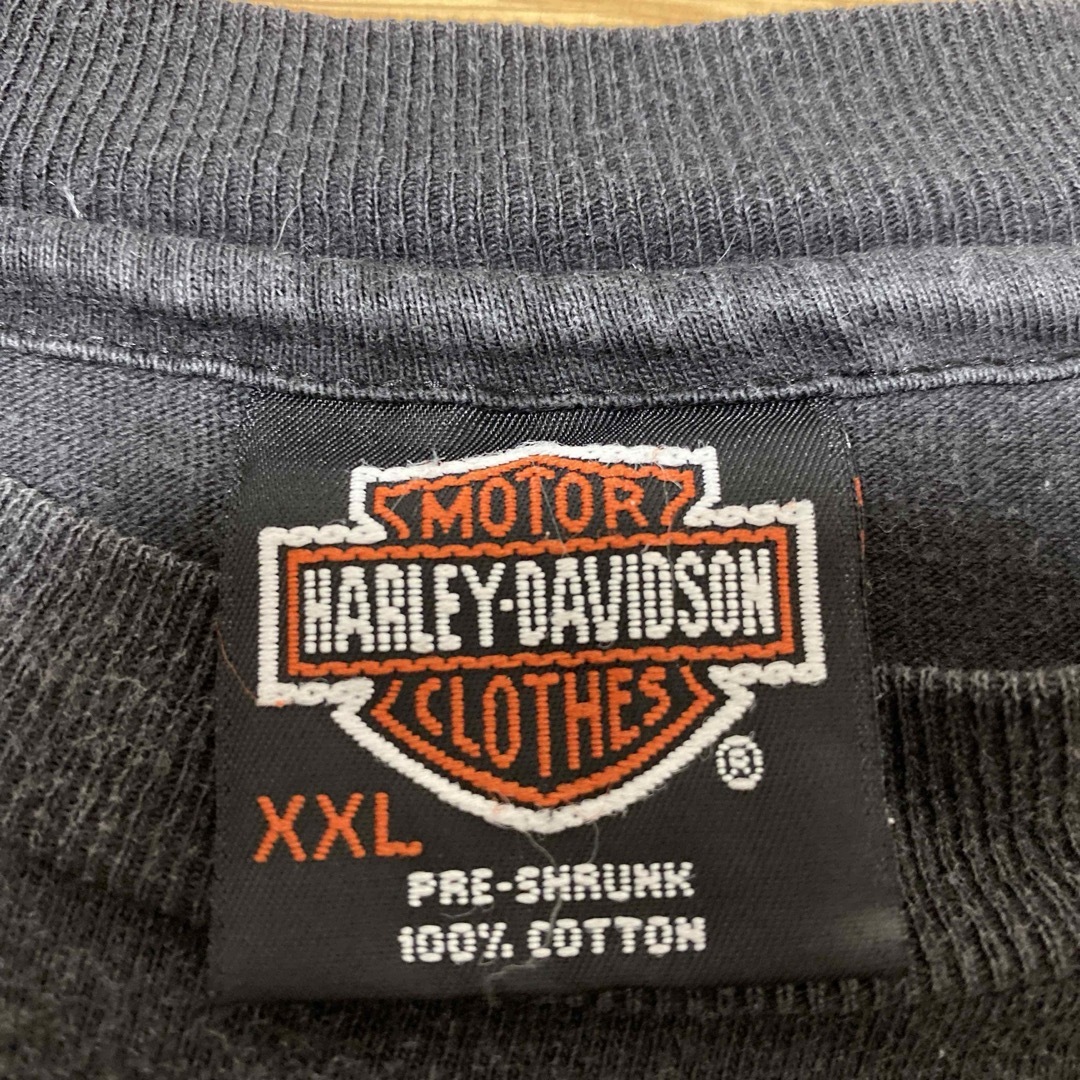 MOTOR
HARLEY-DAVIDSON
CLOTHES
®
XXL
PRE-SHRUNK
100% COTTON